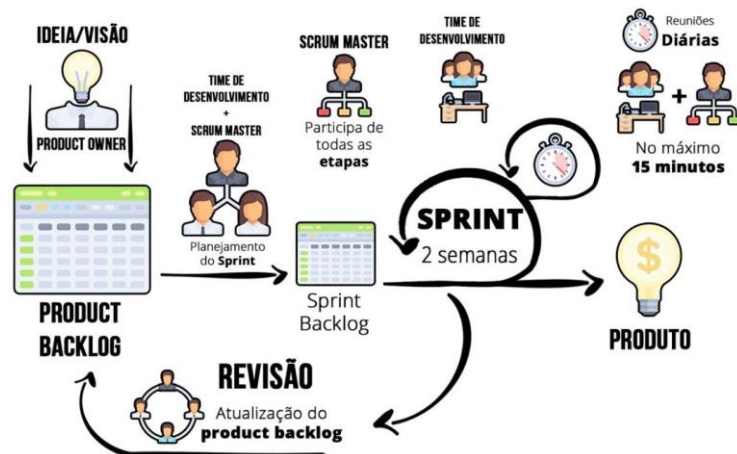 IDEIA/VISÃO
PRODUCT OWNER
PRODUCT
BACKLOG
TIME DE
DESENVOLVIMENTO
+
SCRUM MASTER
Planejamento
do Sprint
SCRUM MASTER
Participa de
todas as
etapas
Sprint
Backlog
TIME DE
DESENVOLVIMENTO
SPRINT
2 semanas
Reuniões
Diárias
+
No máximo
15 minutos
$
PRODUTO
REVISÃO
Atualização do
product backlog